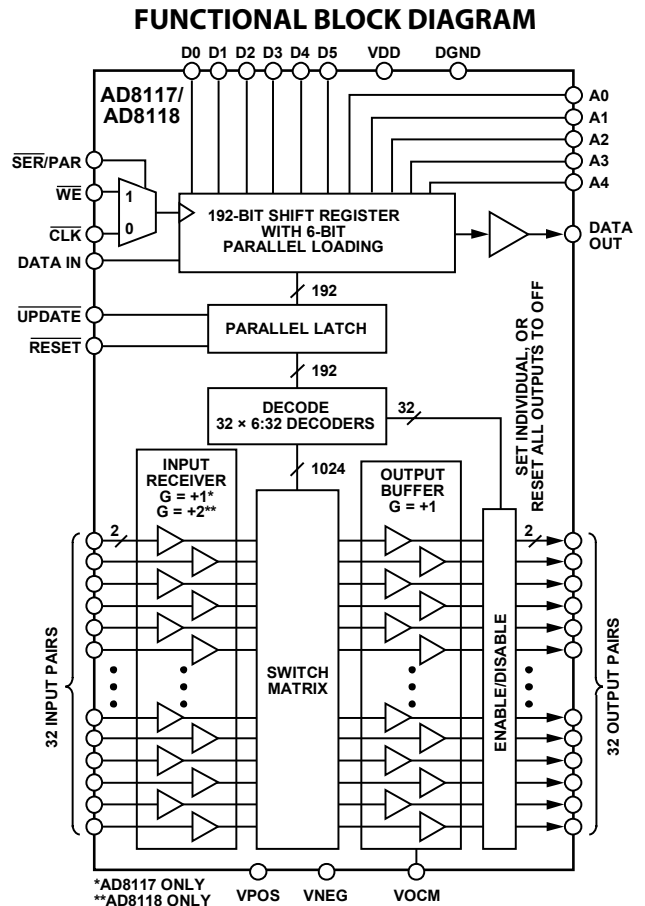 FUNCTIONAL BLOCK DIAGRAM
D0 D1 D2 D3 D4 D5 VDD DGND
AD8117/
AD8118
A0
A1
A2
A3
A4
SER/PAR
WE
CLK
DATA IN
1
0
192-BIT SHIFT REGISTER
WITH 6-BIT
PARALLEL LOADING
DATA
OUT
192
UPDATE
RESET
PARALLEL LATCH
192
DECODE
32 × 6:32 DECODERS
32
SET INDIVIDUAL, OR
RESET ALL OUTPUTS TO OFF
1024
INPUT
RECEIVER
G = +1*
G = +2**
OUTPUT
BUFFER
G = +1
2
2
32 INPUT PAIRS
SWITCH
MATRIX
ENABLE/DISABLE
32 OUTPUT PAIRS
*AD8117 ONLY
**AD8118 ONLY
VPOS VNEG VOCM